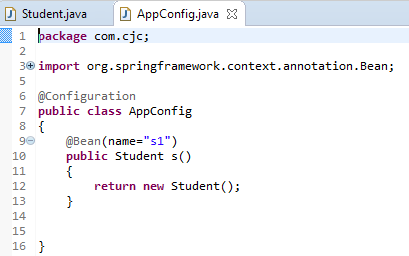 Student.java AppConfig.java
1 package com.cjc;
2
3 import org.springframework.context.annotation.Bean;
5
6 @Configuration
7 public class AppConfig
8 {
9 @Bean(name="s1")
10 public Student s()
11 {
12 return new Student();
13 }
14
15
16 }